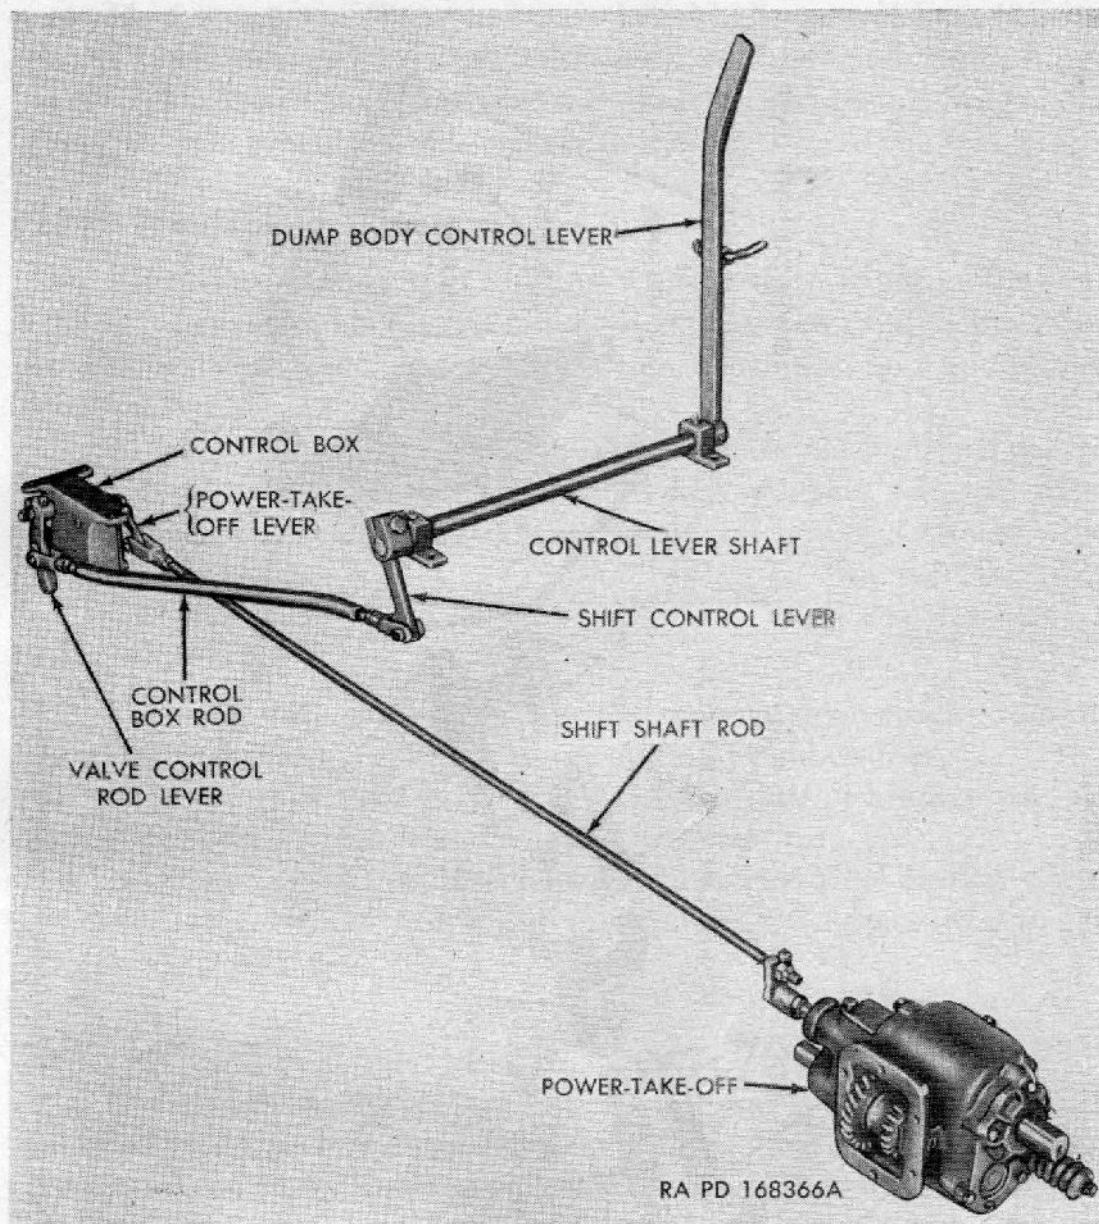 DUMP BODY CONTROL LEVER
CONTROL BOX
POWER-TAKE-
OFF LEVER
CONTROL LEVER SHAFT
SHIFT CONTROL LEVER
CONTROL
BOX ROD
SHIFT SHAFT ROD
VALVE CONTROL
ROD LEVER
POWER-TAKE-OFF
RA PD 168366A